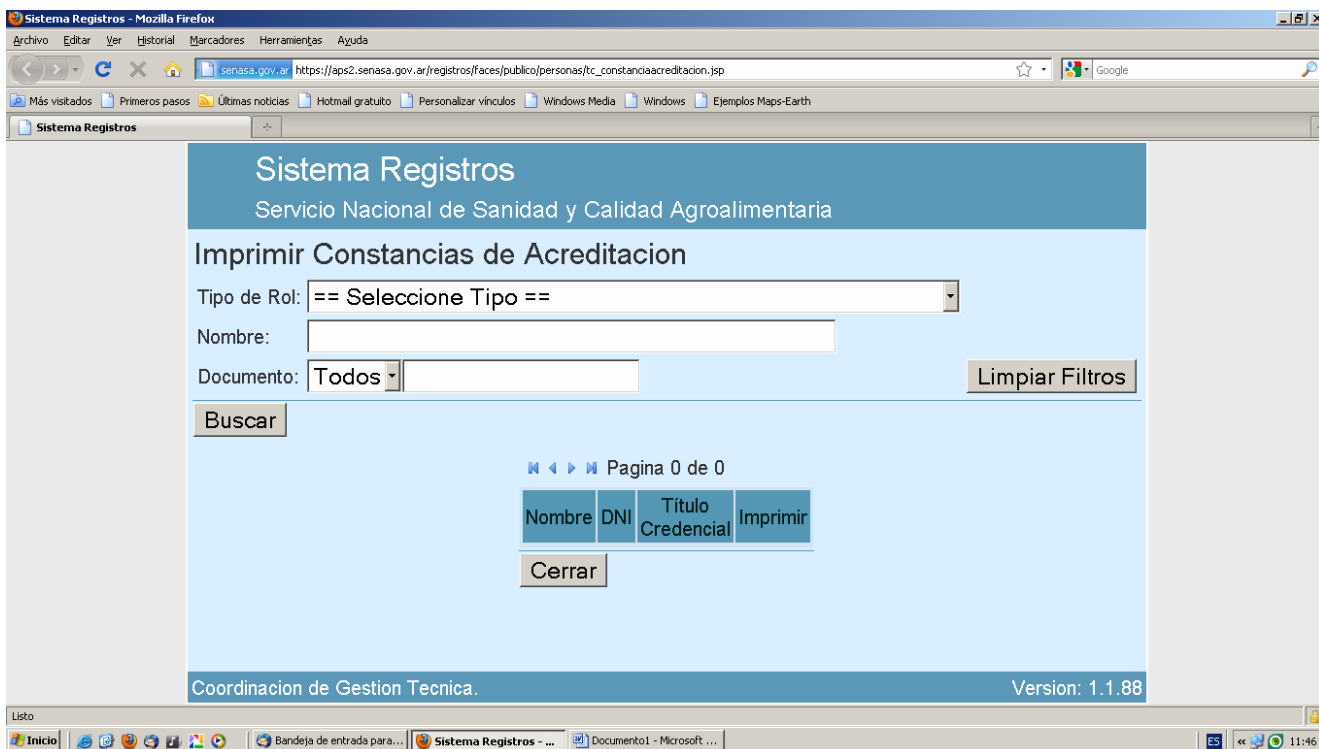 Sistema Registros - Mozilla Firefox
Archivo Editar Ver Historial Marcadores Herramientas Ayuda
senasa.gov.ar https://aps2.senasa.gov.ar/registros/faces/publico/personas/tc_constanciaacreditacion.jsp Google
Más visitados Primeros pasos Últimas noticias Hotmail gratuito Personalizar vínculos Windows Media Windows Ejemplos Maps-Earth
Sistema Registros
Sistema Registros
Servicio Nacional de Sanidad y Calidad Agroalimentaria
Imprimir Constancias de Acreditacion
Tipo de Rol: == Seleccione Tipo ==
Nombre:
Documento: Todos Limpiar Filtros
Buscar
Pagina 0 de 0
Nombre DNI Título Credencial Imprimir
Cerrar
Coordinacion de Gestion Tecnica. Version: 1.1.88
Listo
Inicio Bandeja de entrada para... Sistema Registros - ... Documento1 - Microsoft ... ES « 11:46